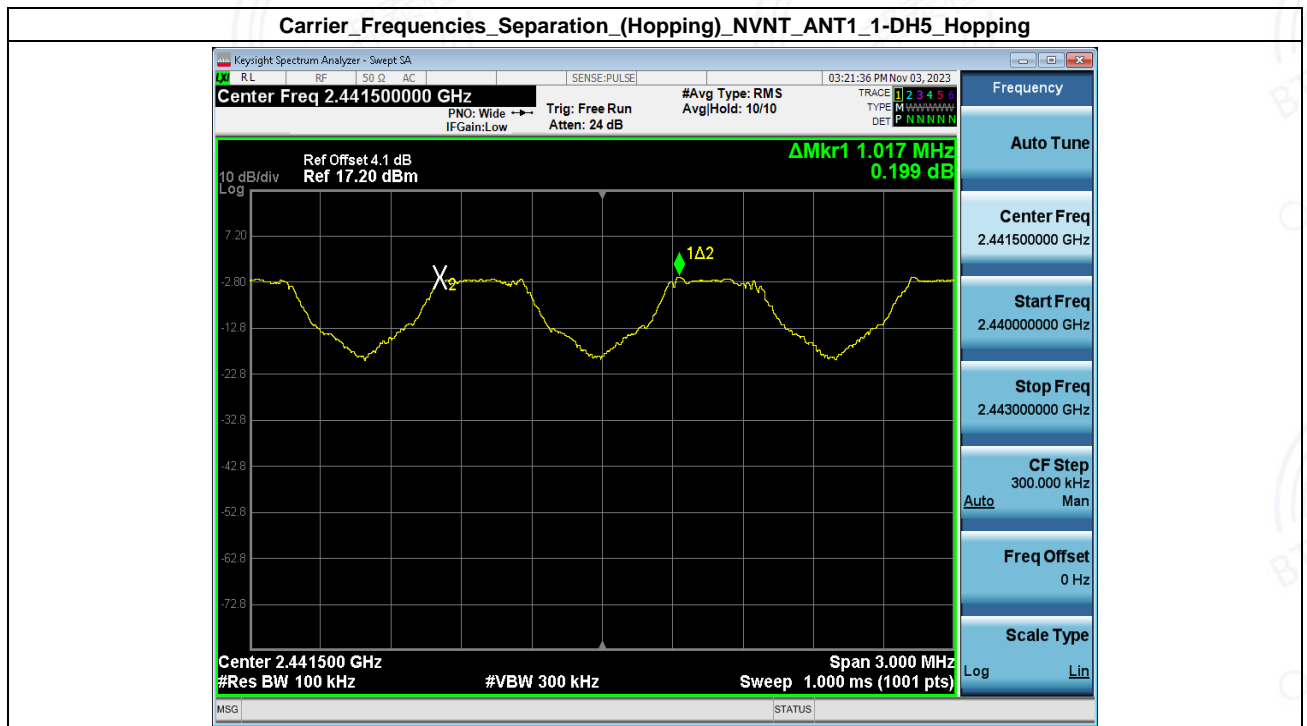 Carrier_Frequencies_Separation_(Hopping)_NVNT_ANT1_1-DH5_Hopping
Keysight Spectrum Analyzer - Swept SA
LXI RL RF 50 Ω AC SENSE:PULSE 03:21:36 PM Nov 03, 2023
Center Freq 2.441500000 GHz
PNO: Wide
IFGain:Low
Trig: Free Run
Atten: 24 dB
#Avg Type: RMS
Avg|Hold: 10/10
TRACE 1 2 3 4 5 6
TYPE M WWWWW
DET P N N N N N
ΔMkr1 1.017 MHz
0.199 dB
Ref Offset 4.1 dB
10 dB/div Ref 17.20 dBm
Log
7.20
-2.80
-12.8
-22.8
-32.8
-42.8
-52.8
-62.8
-72.8
X2
1Δ2
Center 2.441500 GHz Span 3.000 MHz
#Res BW 100 kHz #VBW 300 kHz Sweep 1.000 ms (1001 pts)
MSG STATUS
Frequency
Auto Tune
Center Freq
2.441500000 GHz
Start Freq
2.440000000 GHz
Stop Freq
2.443000000 GHz
CF Step
300.000 kHz
Auto Man
Freq Offset
0 Hz
Scale Type
Log Lin